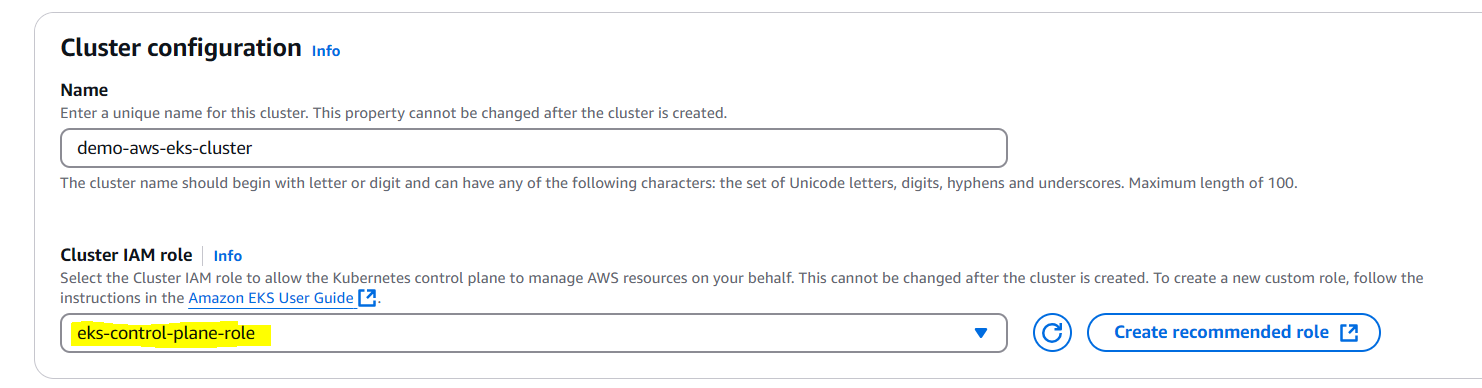 Cluster configuration Info
Name
Enter a unique name for this cluster. This property cannot be changed after the cluster is created.
demo-aws-eks-cluster
The cluster name should begin with letter or digit and can have any of the following characters: the set of Unicode letters, digits, hyphens and underscores. Maximum length of 100.
Cluster IAM role Info
Select the Cluster IAM role to allow the Kubernetes control plane to manage AWS resources on your behalf. This cannot be changed after the cluster is created. To create a new custom role, follow the
instructions in the Amazon EKS User Guide.
eks-control-plane-role Create recommended role